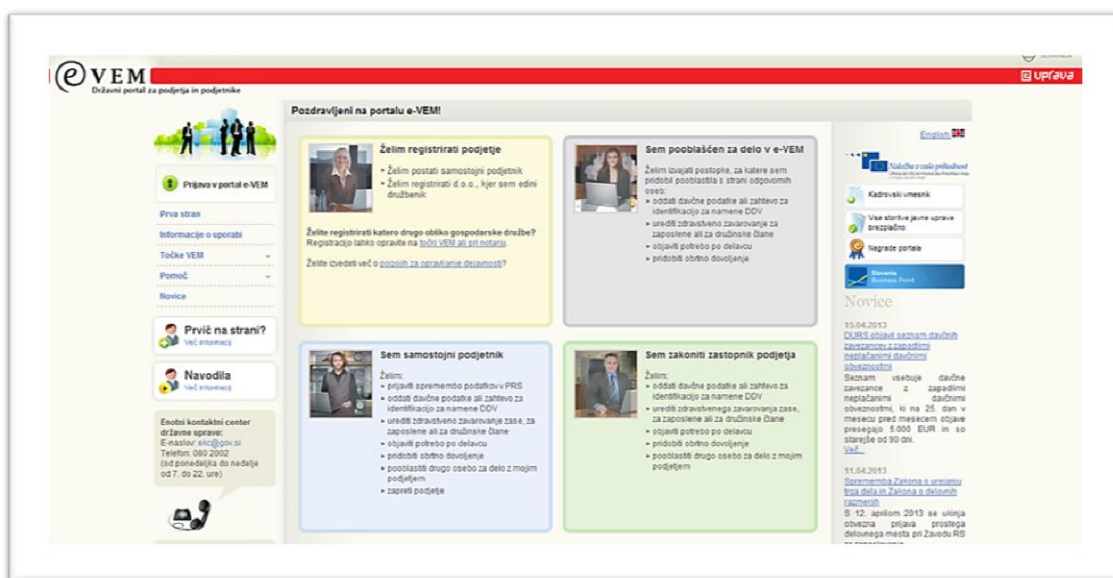 e VEM
Državni portal za podjetja in podjetnike
uprava
Prijava v portal e-VEM
Prva stran
Informacije o uporabi
Točke VEM
Pomoč
Novice
Prvič na strani?
Več informacij
Navodila
Več informacij
Enotni kontaktni center
državne uprave:
E-naslov: ekc@gov.si
Telefon: 080 2002
(od ponedeljka do nedelje
od 7. do 22. ure)
Pozdravljeni na portalu e-VEM!
Želim registrirati podjetje
Želim postati samostojni podjetnik
Želim registrirati d.o.o., kjer sem edini
družbenik
Želite registrirati katero drugo obliko gospodarske družbe?
Registracijo lahko opravite na točki VEM ali pri notarju.
Želite izvedeti več o pogojih za opravljanje dejavnosti?
Sem pooblaščen za delo v e-VEM
Želim izvajati postopke, za katere sem
pridobil pooblastila s strani odgovornih
oseb:
oddati davčne podatke ali zahtevo za
identifikacijo za namene DDV
urediti zdravstveno zavarovanje za
zaposlene ali za družinske člane
objaviti potrebo po delavcu
pridobiti obrtno dovoljenje
Sem samostojni podjetnik
Želim:
prijaviti spremembo podatkov v PRS
oddati davčne podatke ali zahtevo za
identifikacijo za namene DDV
urediti zdravstveno zavarovanje zase, za
zaposlene ali za družinske člane
objaviti potrebo po delavcu
pridobiti obrtno dovoljenje
pooblastiti drugo osebo za delo z mojim
podjetjem
zapreti podjetje
Sem zakoniti zastopnik podjetja
Želim:
oddati davčne podatke ali zahtevo za
identifikacijo za namene DDV
urediti zdravstvenega zavarovanja zase,
za zaposlene ali za družinske člane
objaviti potrebo po delavcu
pridobiti obrtno dovoljenje
pooblastiti drugo osebo za delo z mojim
podjetjem
English
Naložba v vašo prihodnost
Kadrovski vmesnik
Vse storitve javne uprave
brezplačno
Nagrade portala
Slovenia
Business Point
Novice
15.04.2013
DURS objavil seznam davčnih
zavezancev z zapadlimi
neplačanimi davčnimi
obveznostmi
Seznam vsebuje davčne
zavezance z zapadlimi
neplačanimi davčnimi
obveznostmi, ki na 25. dan v
mesecu pred mesecem objave
presegajo 5.000 EUR in so
starejše od 90 dni.
Več...
11.04.2013
Sprememba Zakona o urejanju
trga dela in Zakona o delovnih
razmerjih
S 12. aprilom 2013 se ukinja
obvezna prijava prostega
delovnega mesta pri Zavodu RS